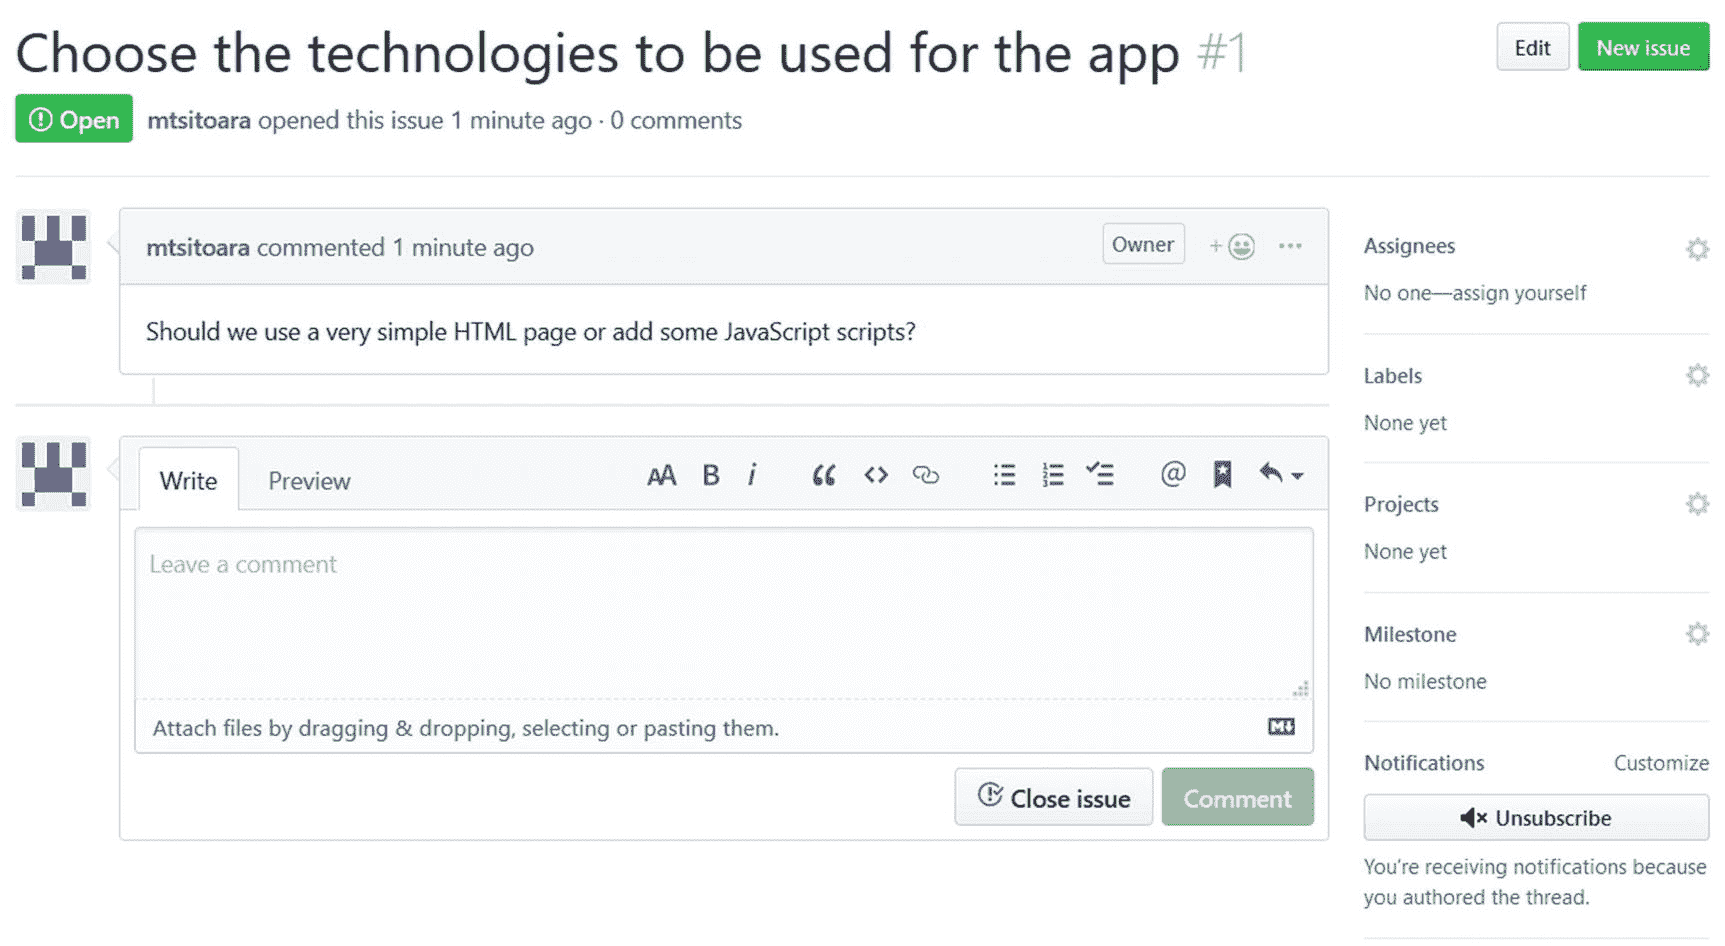 Choose the technologies to be used for the app #1
Edit
New issue
Open
mtsitoara opened this issue 1 minute ago · 0 comments
mtsitoara commented 1 minute ago
Owner
Should we use a very simple HTML page or add some JavaScript scripts?
Write
Preview
AA B i
Leave a comment
Attach files by dragging & dropping, selecting or pasting them.
Close issue
Comment
Assignees
No one—assign yourself
Labels
None yet
Projects
None yet
Milestone
No milestone
Notifications
Customize
Unsubscribe
You're receiving notifications because
you authored the thread.